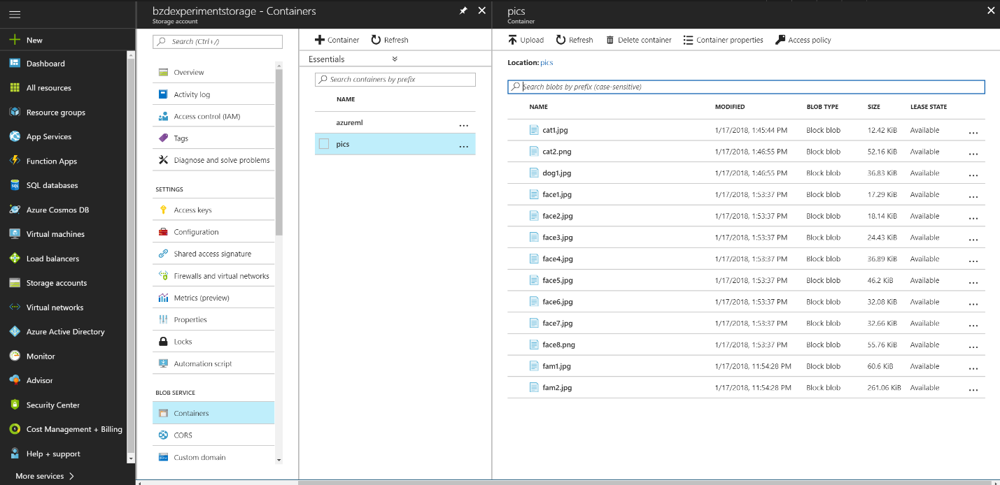 bzdexperimentstorage - Containers
Storage account
pics
Container
New
Dashboard
All resources
Resource groups
App Services
Function Apps
SQL databases
Azure Cosmos DB
Virtual machines
Load balancers
Storage accounts
Virtual networks
Azure Active Directory
Monitor
Advisor
Security Center
Cost Management + Billing
Help + support
More services
Search (Ctrl+/)
Overview
Activity log
Access control (IAM)
Tags
Diagnose and solve problems
SETTINGS
Access keys
Configuration
Shared access signature
Firewalls and virtual networks
Metrics (preview)
Properties
Locks
Automation script
BLOB SERVICE
Containers
CORS
Custom domain
Container Refresh
Essentials
Search containers by prefix
NAME
azureml ...
pics ...
Upload Refresh Delete container Container properties Access policy
Location: pics
Search blobs by prefix (case-sensitive)
NAME MODIFIED BLOB TYPE SIZE LEASE STATE
cat1.jpg 1/17/2018, 1:45:44 PM Block blob 12.42 KiB Available ...
cat2.png 1/17/2018, 1:46:55 PM Block blob 52.16 KiB Available ...
dog1.jpg 1/17/2018, 1:46:55 PM Block blob 36.83 KiB Available ...
face1.jpg 1/17/2018, 1:53:37 PM Block blob 17.29 KiB Available ...
face2.jpg 1/17/2018, 1:53:37 PM Block blob 18.14 KiB Available ...
face3.jpg 1/17/2018, 1:53:37 PM Block blob 24.43 KiB Available ...
face4.jpg 1/17/2018, 1:53:37 PM Block blob 36.89 KiB Available ...
face5.jpg 1/17/2018, 1:53:37 PM Block blob 46.2 KiB Available ...
face6.jpg 1/17/2018, 1:53:37 PM Block blob 32.08 KiB Available ...
face7.jpg 1/17/2018, 1:53:37 PM Block blob 32.66 KiB Available ...
face8.png 1/17/2018, 1:53:37 PM Block blob 55.76 KiB Available ...
fam1.jpg 1/17/2018, 11:54:28 PM Block blob 60.6 KiB Available ...
fam2.jpg 1/17/2018, 11:54:28 PM Block blob 261.06 KiB Available ...